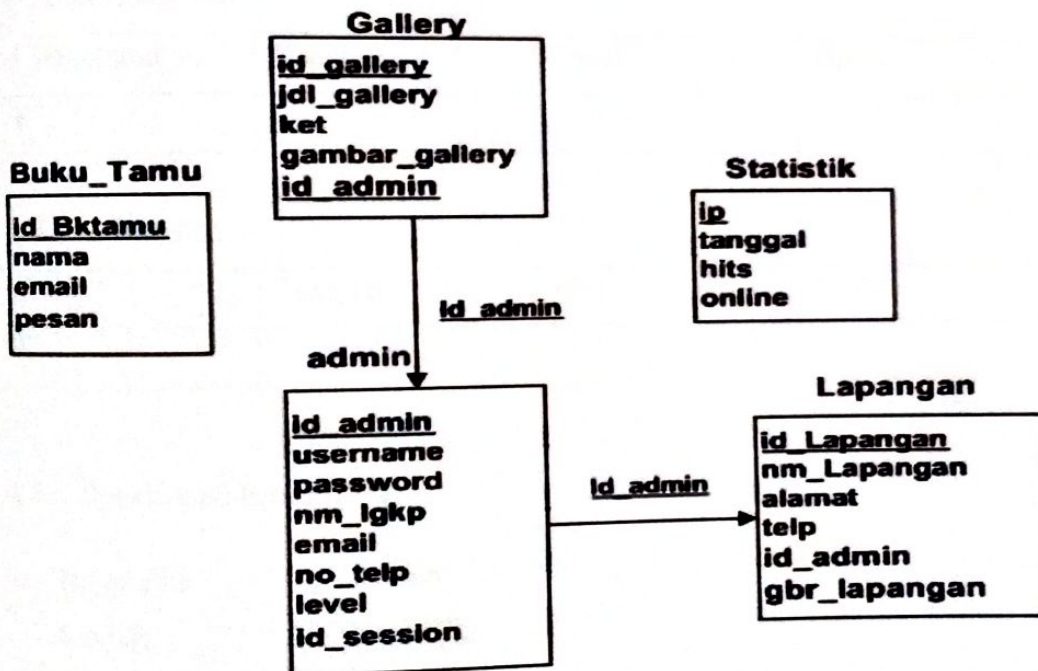 Gallery
id_gallery
jdl_gallery
ket
gambar_gallery
id_admin
Buku_Tamu
id_Bktamu
nama
email
pesan
Statistik
ip
tanggal
hits
online
id_admin
admin
id_admin
username
password
nm_lgkp
email
no_telp
level
id_session
id_admin
Lapangan
id_Lapangan
nm_Lapangan
alamat
telp
id_admin
gbr_lapangan